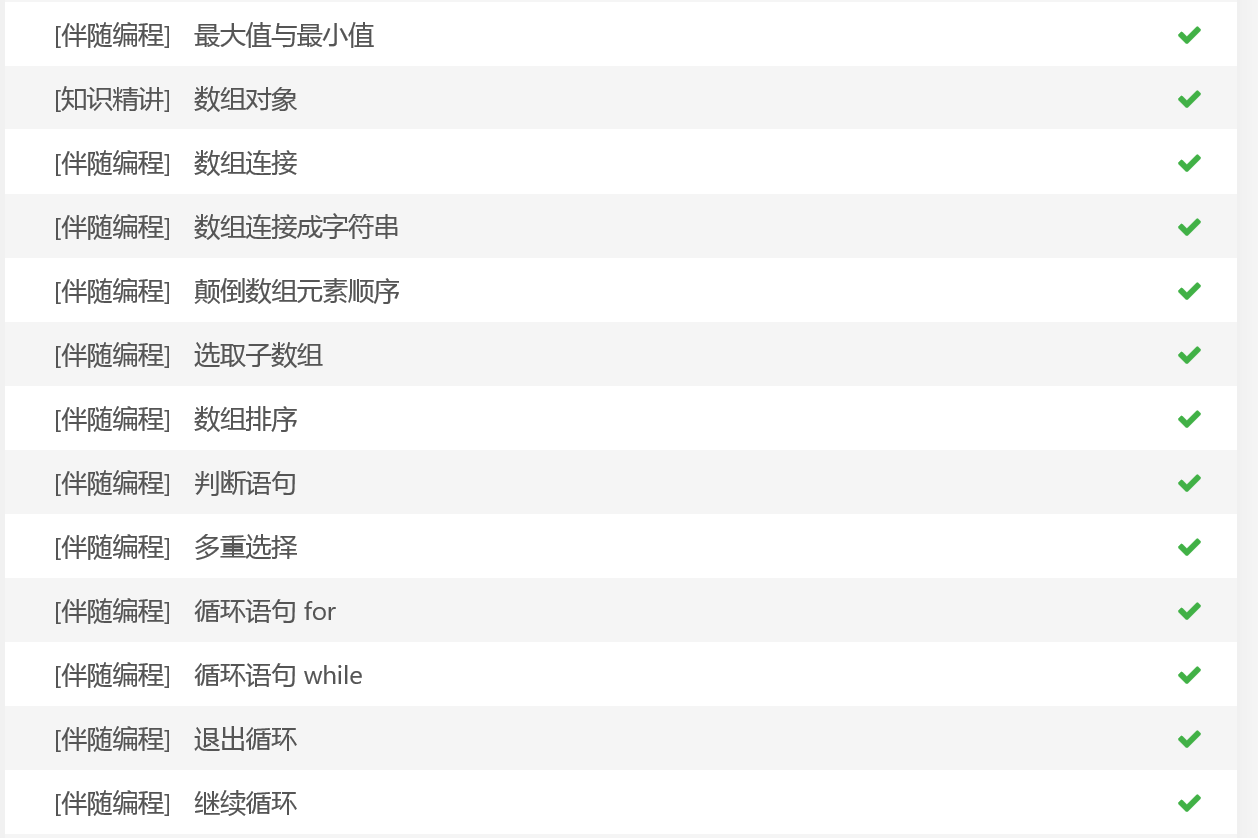 [伴随编程] 最大值与最小值
[知识精讲] 数组对象
[伴随编程] 数组连接
[伴随编程] 数组连接成字符串
[伴随编程] 颠倒数组元素顺序
[伴随编程] 选取子数组
[伴随编程] 数组排序
[伴随编程] 判断语句
[伴随编程] 多重选择
[伴随编程] 循环语句 for
[伴随编程] 循环语句 while
[伴随编程] 退出循环
[伴随编程] 继续循环